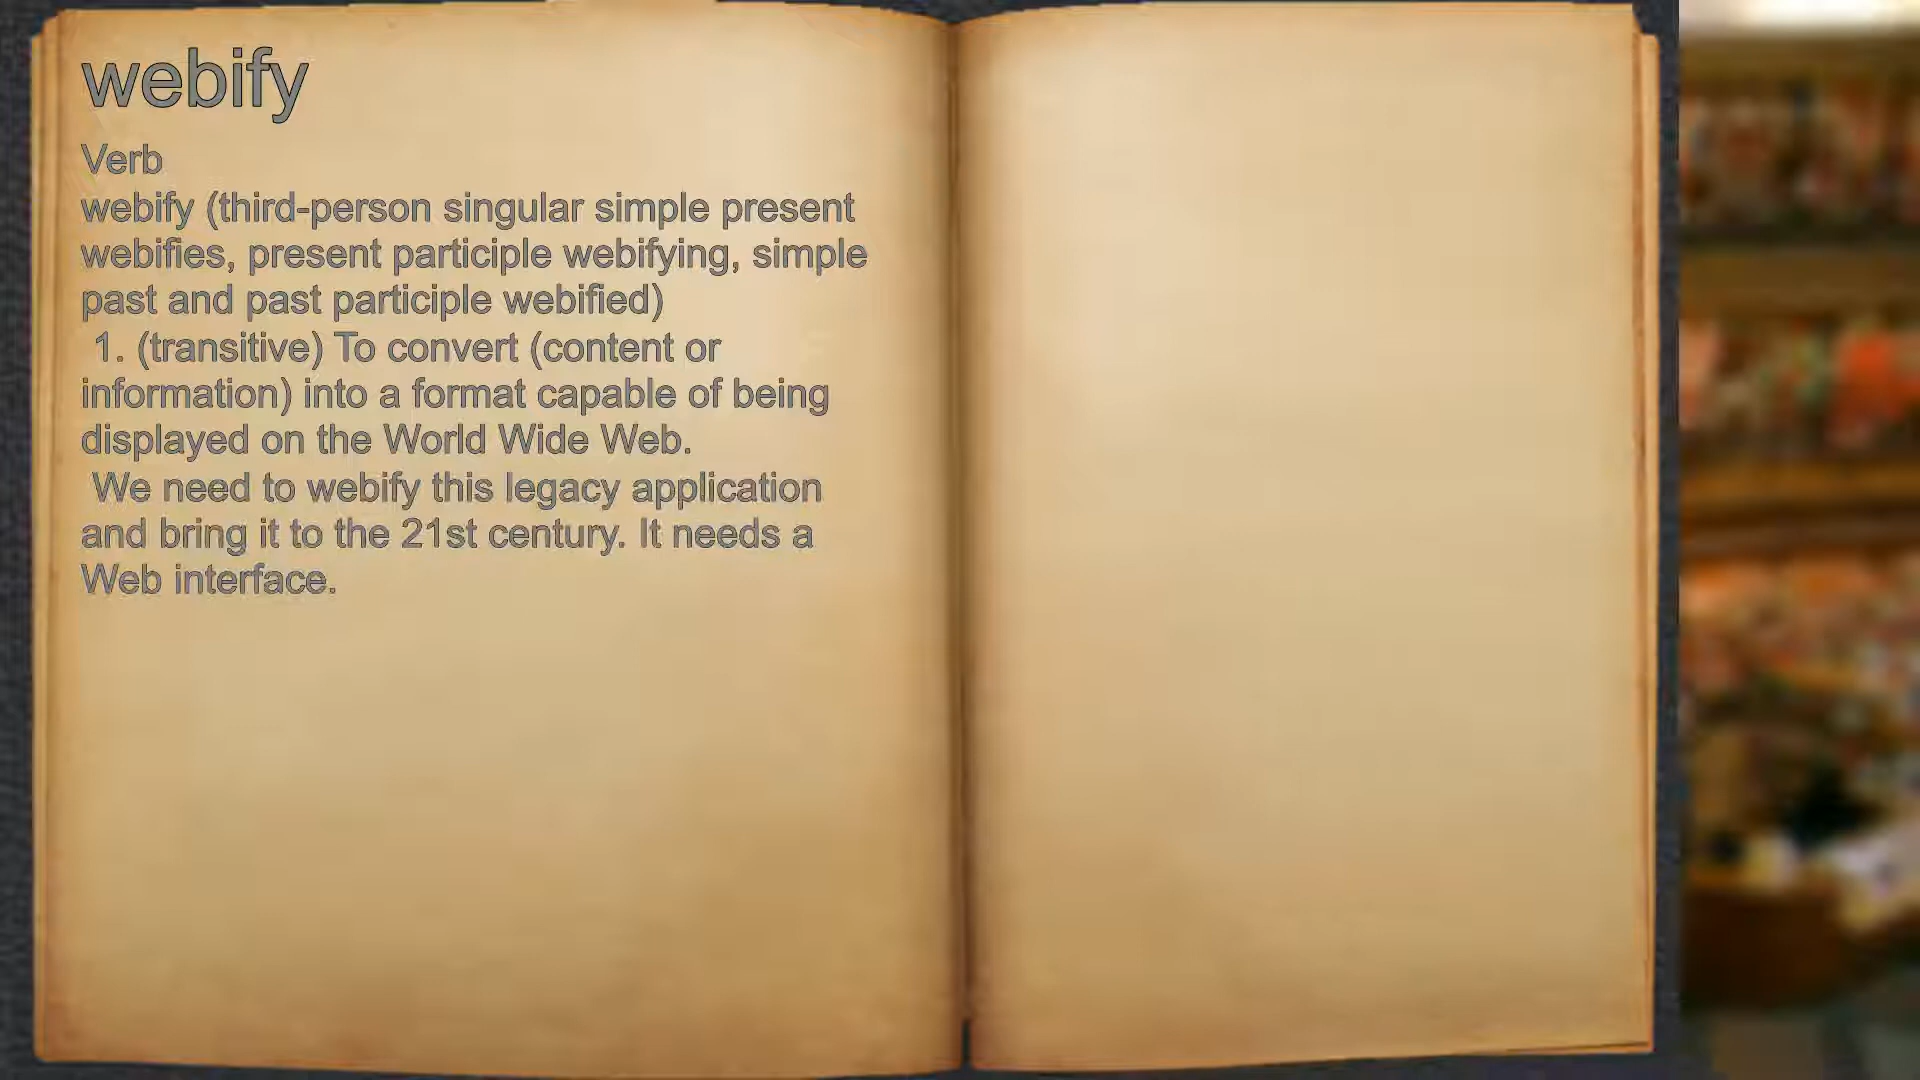 webify
Verb
webify (third-person singular simple present
webifies, present participle webifying, simple
past and past participle webified)
1. (transitive) To convert (content or
information) into a format capable of being
displayed on the World Wide Web.
We need to webify this legacy application
and bring it to the 21st century. It needs a
Web interface.